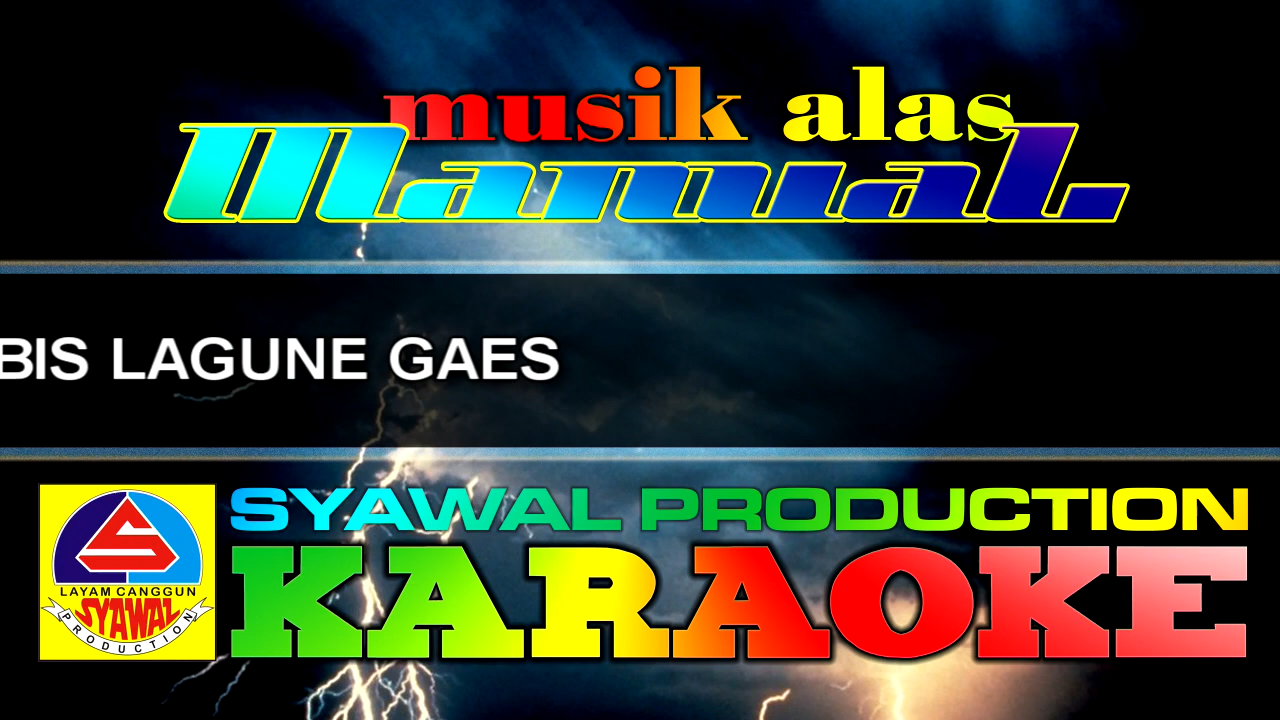 musik alas
Manual
BIS LAGUNE GAES
SYAWAL PRODUCTION
KARAOKE
LAYAM CANGGUN
SYAWAL
PRODUCTION